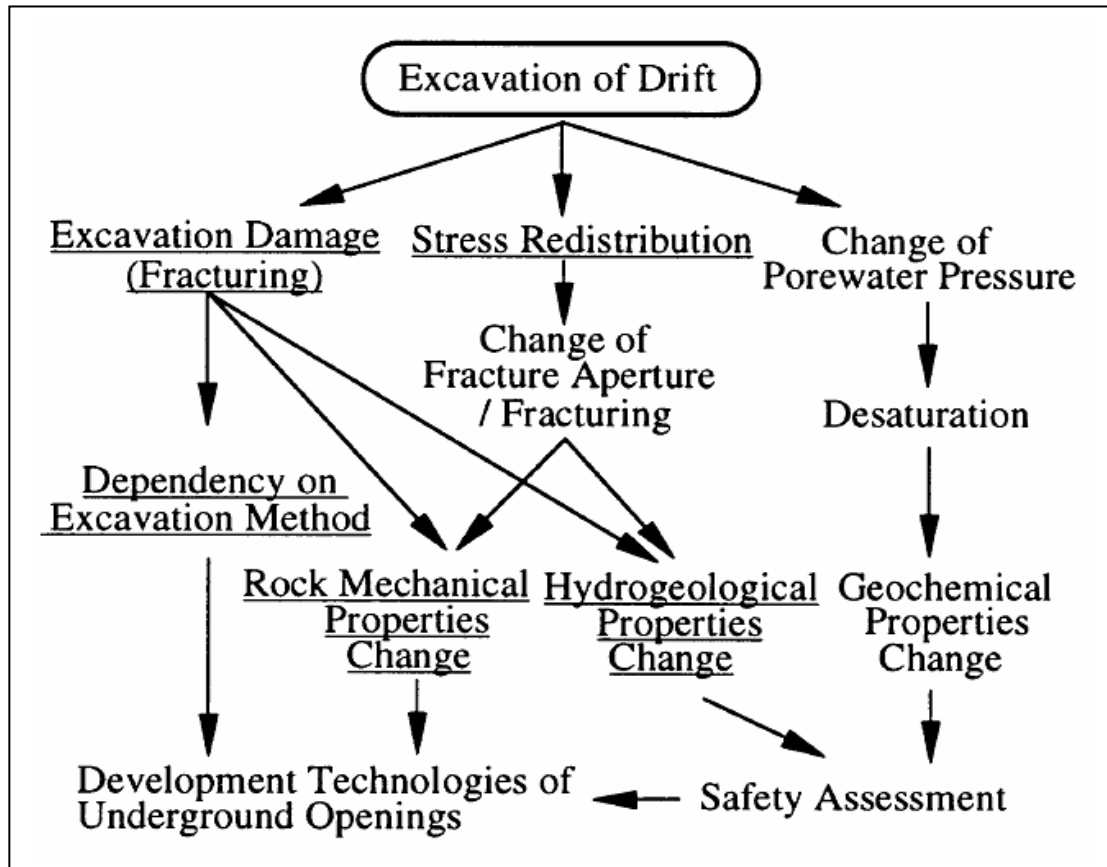 Excavation of Drift
Excavation Damage
(Fracturing)
Stress Redistribution
Change of
Porewater Pressure
Change of
Fracture Aperture
/ Fracturing
Desaturation
Dependency on
Excavation Method
Rock Mechanical
Properties
Change
Hydrogeological
Properties
Change
Geochemical
Properties
Change
Development Technologies of
Underground Openings
Safety Assessment